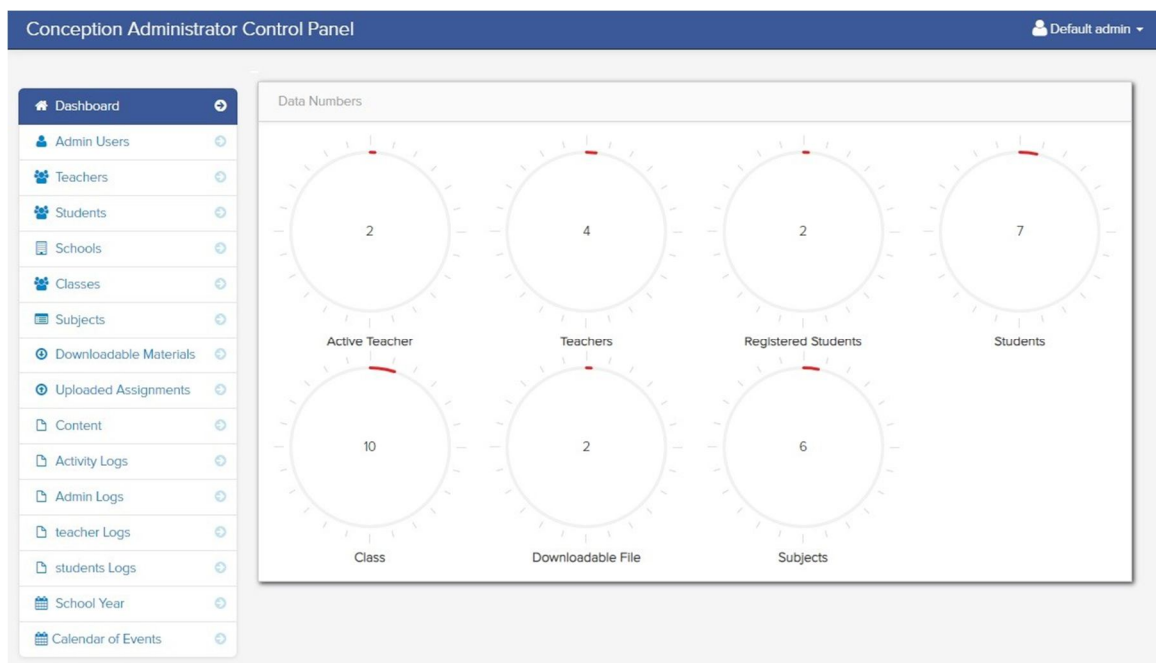 Conception Administrator Control Panel
Default admin
Dashboard
Admin Users
Teachers
Students
Schools
Classes
Subjects
Downloadable Materials
Uploaded Assignments
Content
Activity Logs
Admin Logs
teacher Logs
students Logs
School Year
Calendar of Events
Data Numbers
2 4 2 7
Active Teacher Teachers Registered Students Students
10 2 6
Class Downloadable File Subjects